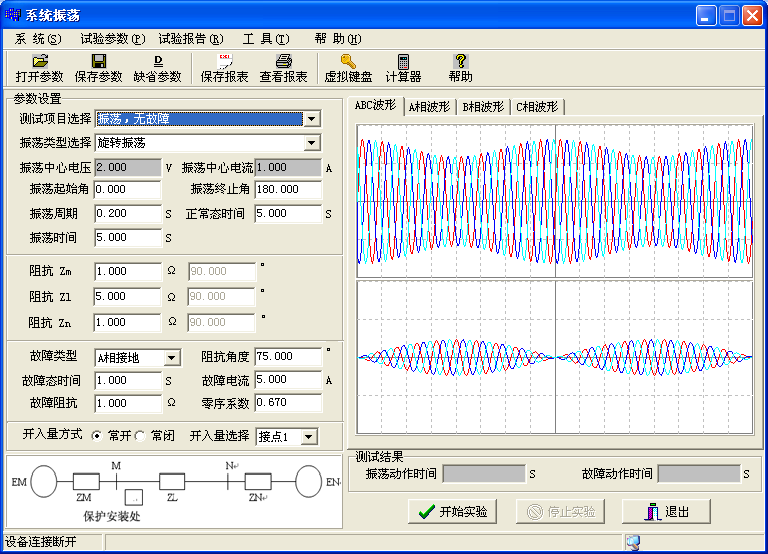 系统振荡
系 统(S) 试验参数(P) 试验报告(R) 工 具(T) 帮 助(H)
打开参数 保存参数 缺省参数 保存报表 查看报表 虚拟键盘 计算器 帮助
参数设置
测试项目选择 振荡，无故障
振荡类型选择 旋转振荡
振荡中心电压 2.000 V 振荡中心电流 1.000 A
振荡起始角 0.000 振荡终止角 180.000
振荡周期 0.200 S 正常态时间 5.000 S
振荡时间 5.000 S
阻抗 Zm 1.000 Ω 90.000 °
阻抗 Zl 5.000 Ω 90.000 °
阻抗 Zn 1.000 Ω 90.000 °
故障类型 A相接地 阻抗角度 75.000 °
故障态时间 1.000 S 故障电流 5.000 A
故障阻抗 1.000 Ω 零序系数 0.670
开入量方式 常开 常闭 开入量选择 接点1
M N
EM EN
ZM ZL ZN
保护安装处
ABC波形 A相波形 B相波形 C相波形
测试结果
振荡动作时间 S 故障动作时间 S
开始实验 停止实验 退出
设备连接断开